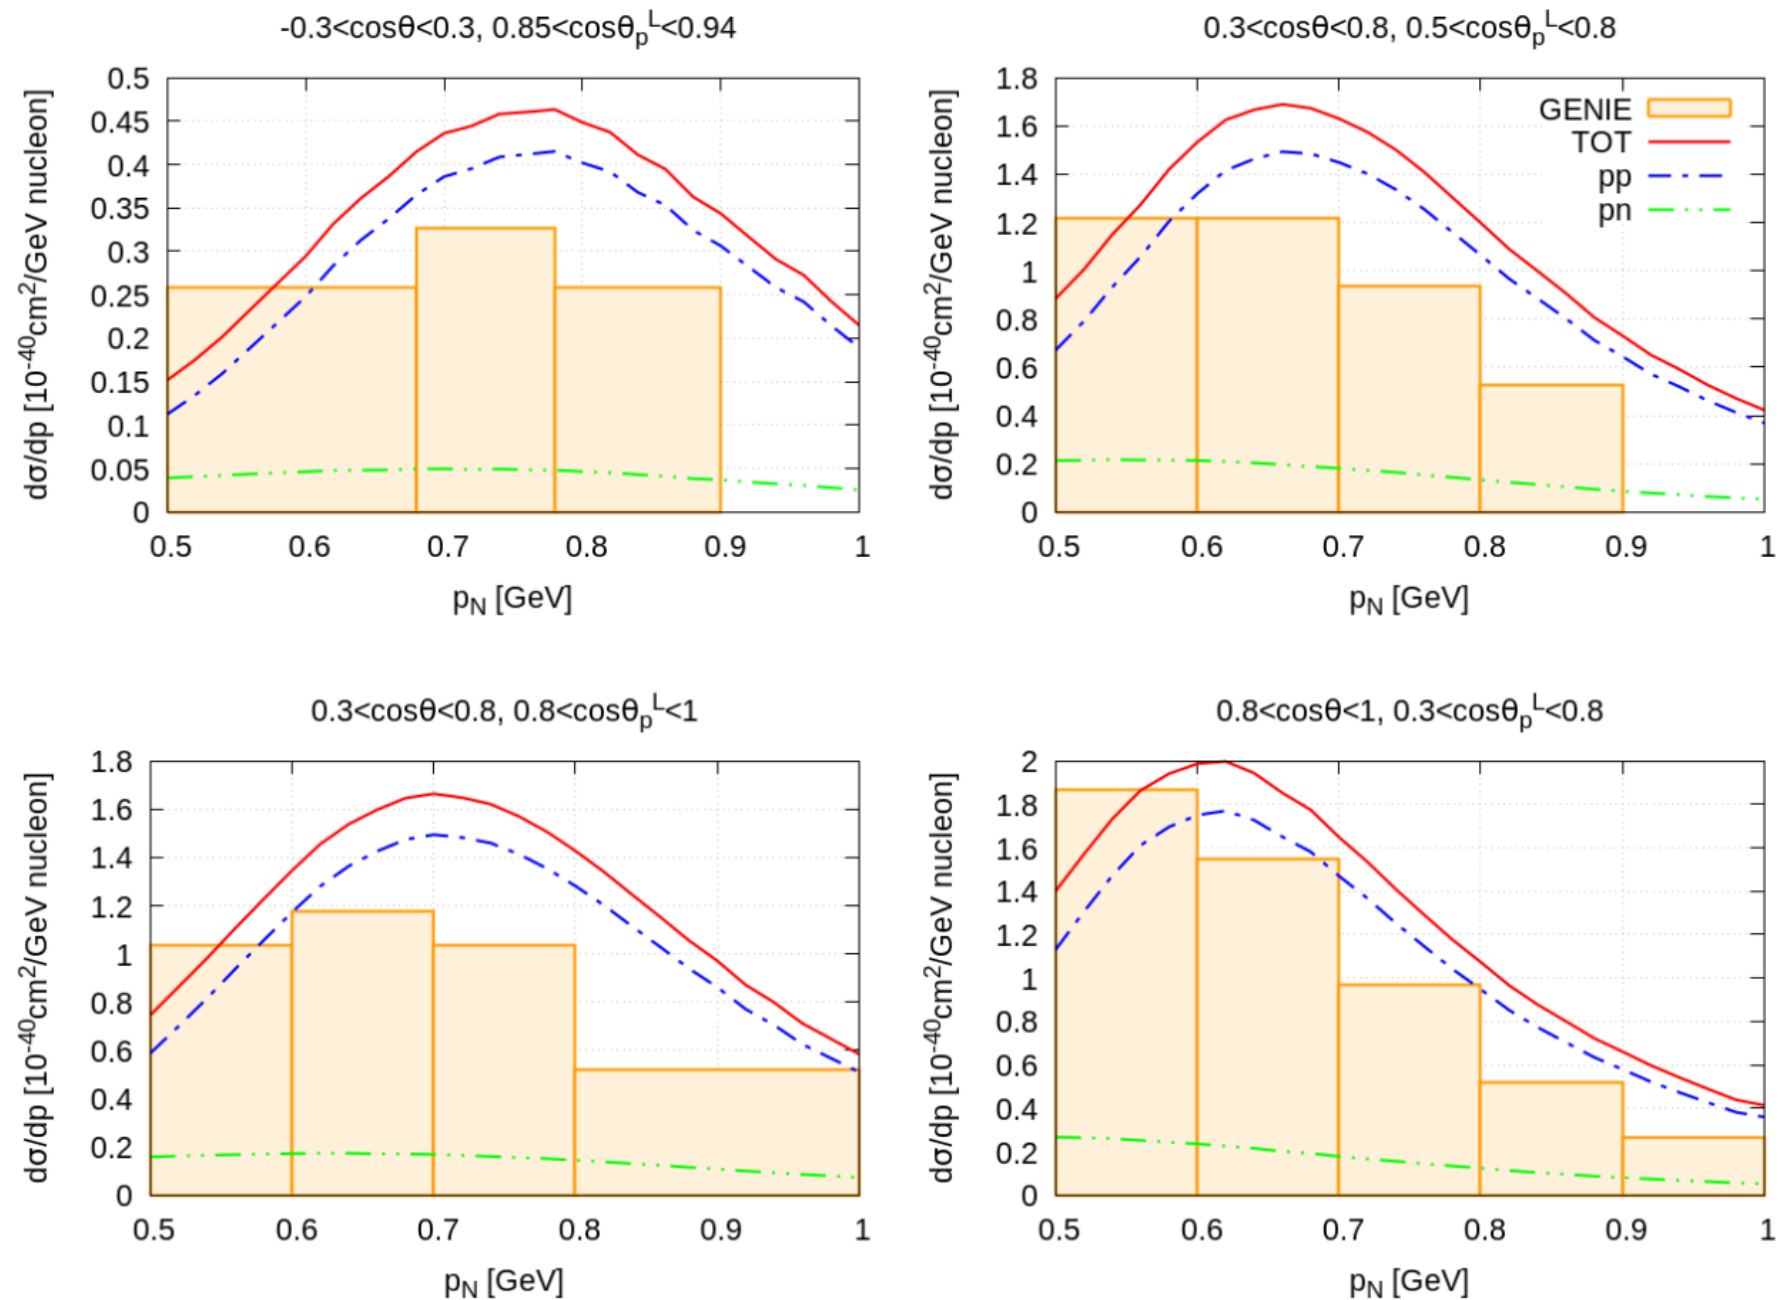 -0.3<cosθ<0.3, 0.85<cosθ_p^L<0.94
dσ/dp [10^-40cm^2/GeV nucleon]
0.5
0.45
0.4
0.35
0.3
0.25
0.2
0.15
0.1
0.05
0
0.5 0.6 0.7 0.8 0.9 1
p_N [GeV]
0.3<cosθ<0.8, 0.5<cosθ_p^L<0.8
dσ/dp [10^-40cm^2/GeV nucleon]
1.8
1.6
1.4
1.2
1
0.8
0.6
0.4
0.2
0
GENIE
TOT
pp
pn
0.5 0.6 0.7 0.8 0.9 1
p_N [GeV]
0.3<cosθ<0.8, 0.8<cosθ_p^L<1
dσ/dp [10^-40cm^2/GeV nucleon]
1.8
1.6
1.4
1.2
1
0.8
0.6
0.4
0.2
0
0.5 0.6 0.7 0.8 0.9 1
p_N [GeV]
0.8<cosθ<1, 0.3<cosθ_p^L<0.8
dσ/dp [10^-40cm^2/GeV nucleon]
2
1.8
1.6
1.4
1.2
1
0.8
0.6
0.4
0.2
0
0.5 0.6 0.7 0.8 0.9 1
p_N [GeV]